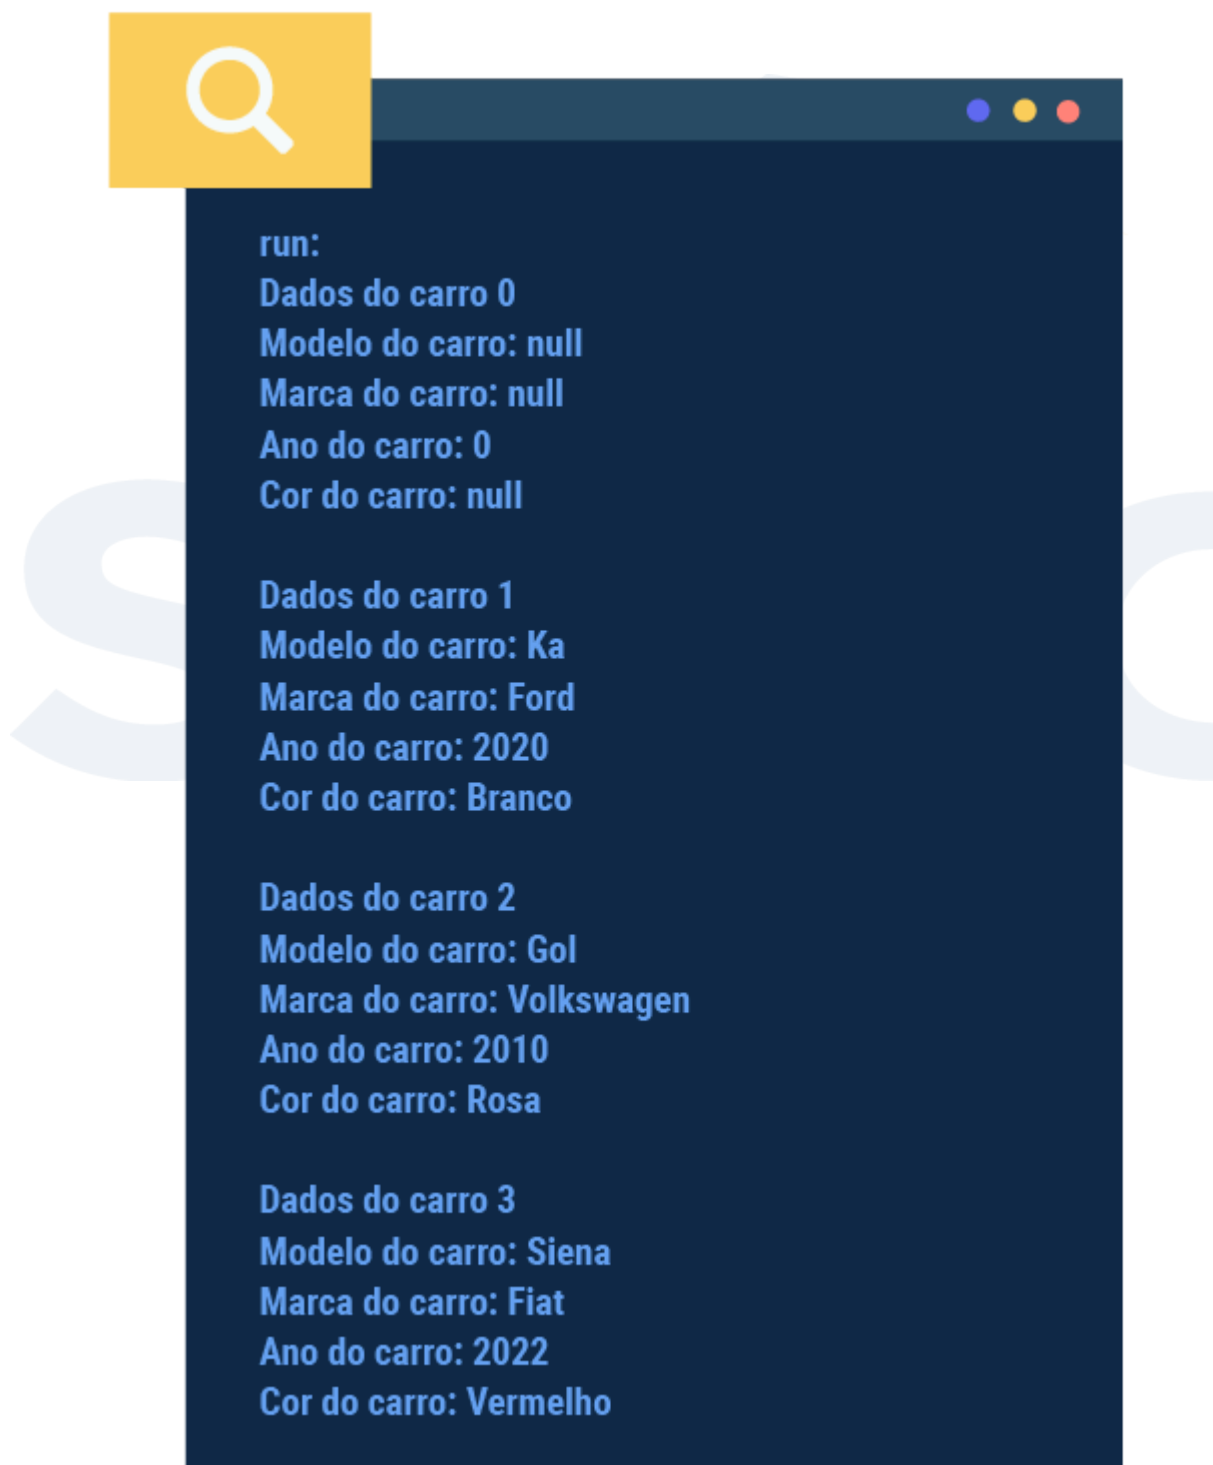 run:
Dados do carro 0
Modelo do carro: null
Marca do carro: null
Ano do carro: 0
Cor do carro: null
Dados do carro 1
Modelo do carro: Ka
Marca do carro: Ford
Ano do carro: 2020
Cor do carro: Branco
Dados do carro 2
Modelo do carro: Gol
Marca do carro: Volkswagen
Ano do carro: 2010
Cor do carro: Rosa
Dados do carro 3
Modelo do carro: Siena
Marca do carro: Fiat
Ano do carro: 2022
Cor do carro: Vermelho